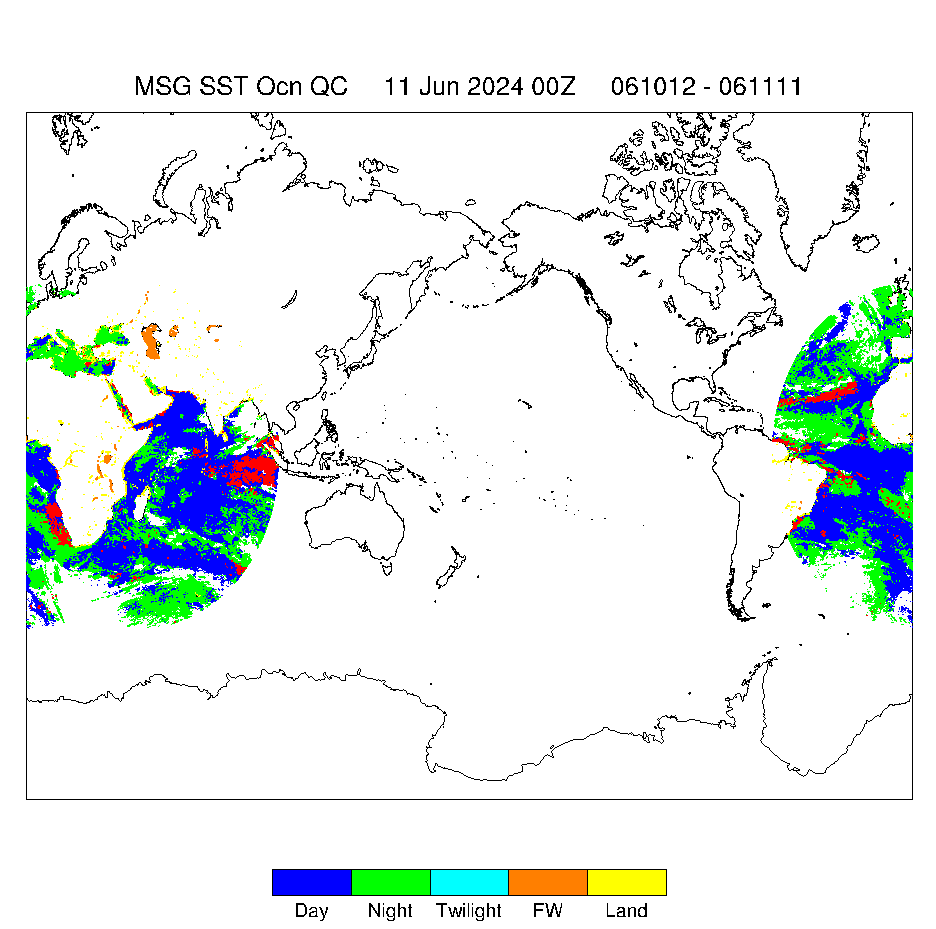 MSG SST Ocn QC 11 Jun 2024 00Z 061012 - 061111
Day Night Twilight FW Land